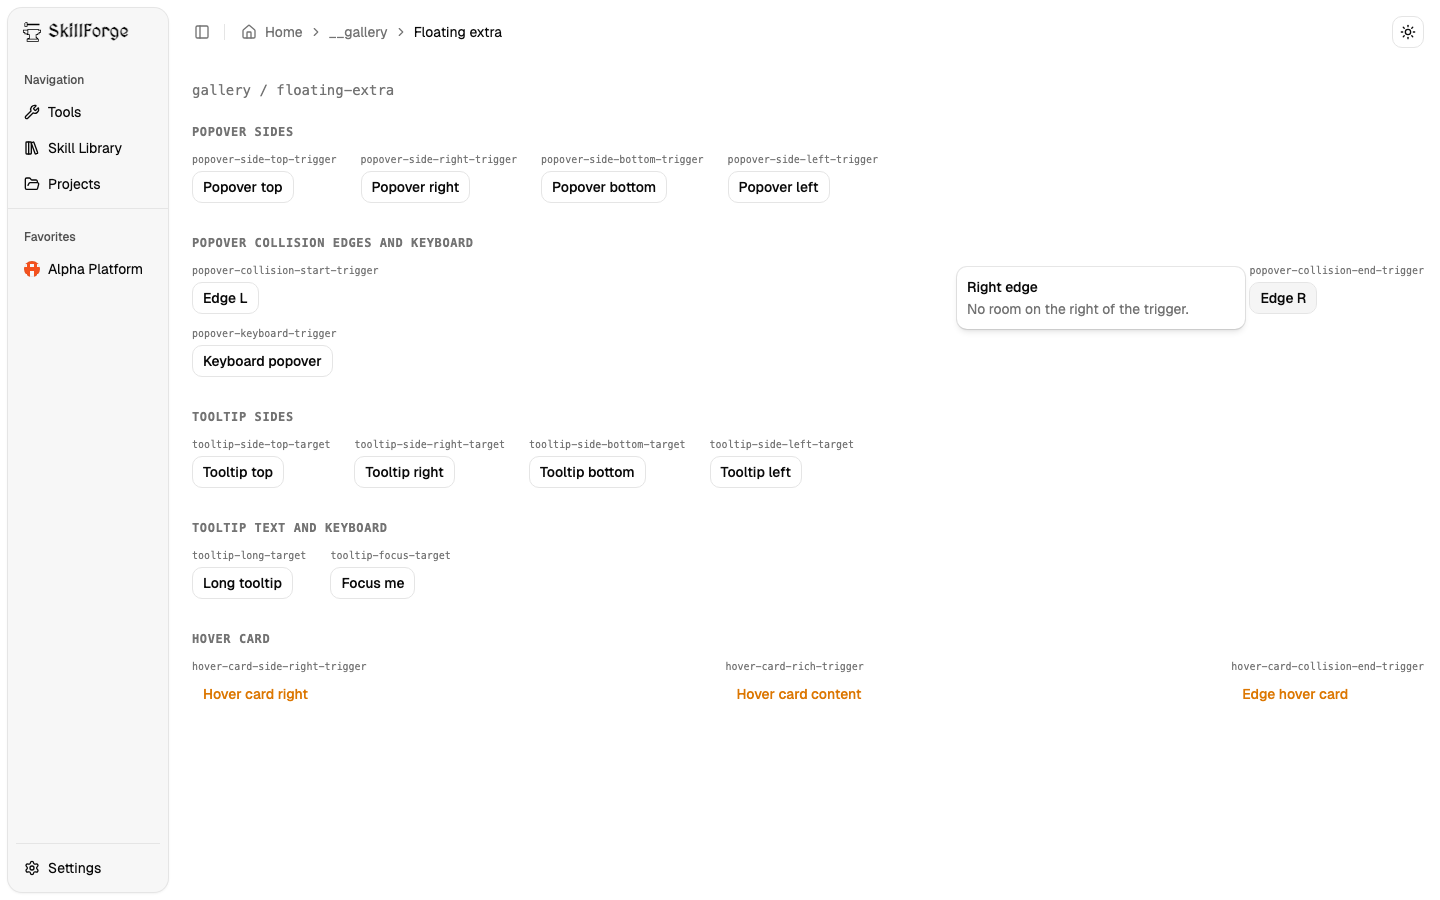 SkillForge
Navigation
Tools
Skill Library
Projects
Favorites
Alpha Platform
Settings
Home > __gallery > Floating extra
gallery / floating-extra
POPOVER SIDES
popover-side-top-trigger popover-side-right-trigger popover-side-bottom-trigger popover-side-left-trigger
Popover top Popover right Popover bottom Popover left
POPOVER COLLISION EDGES AND KEYBOARD
popover-collision-start-trigger popover-collision-end-trigger
Edge L Edge R
Right edge
No room on the right of the trigger.
popover-keyboard-trigger
Keyboard popover
TOOLTIP SIDES
tooltip-side-top-target tooltip-side-right-target tooltip-side-bottom-target tooltip-side-left-target
Tooltip top Tooltip right Tooltip bottom Tooltip left
TOOLTIP TEXT AND KEYBOARD
tooltip-long-target tooltip-focus-target
Long tooltip Focus me
HOVER CARD
hover-card-side-right-trigger hover-card-rich-trigger hover-card-collision-end-trigger
Hover card right Hover card content Edge hover card